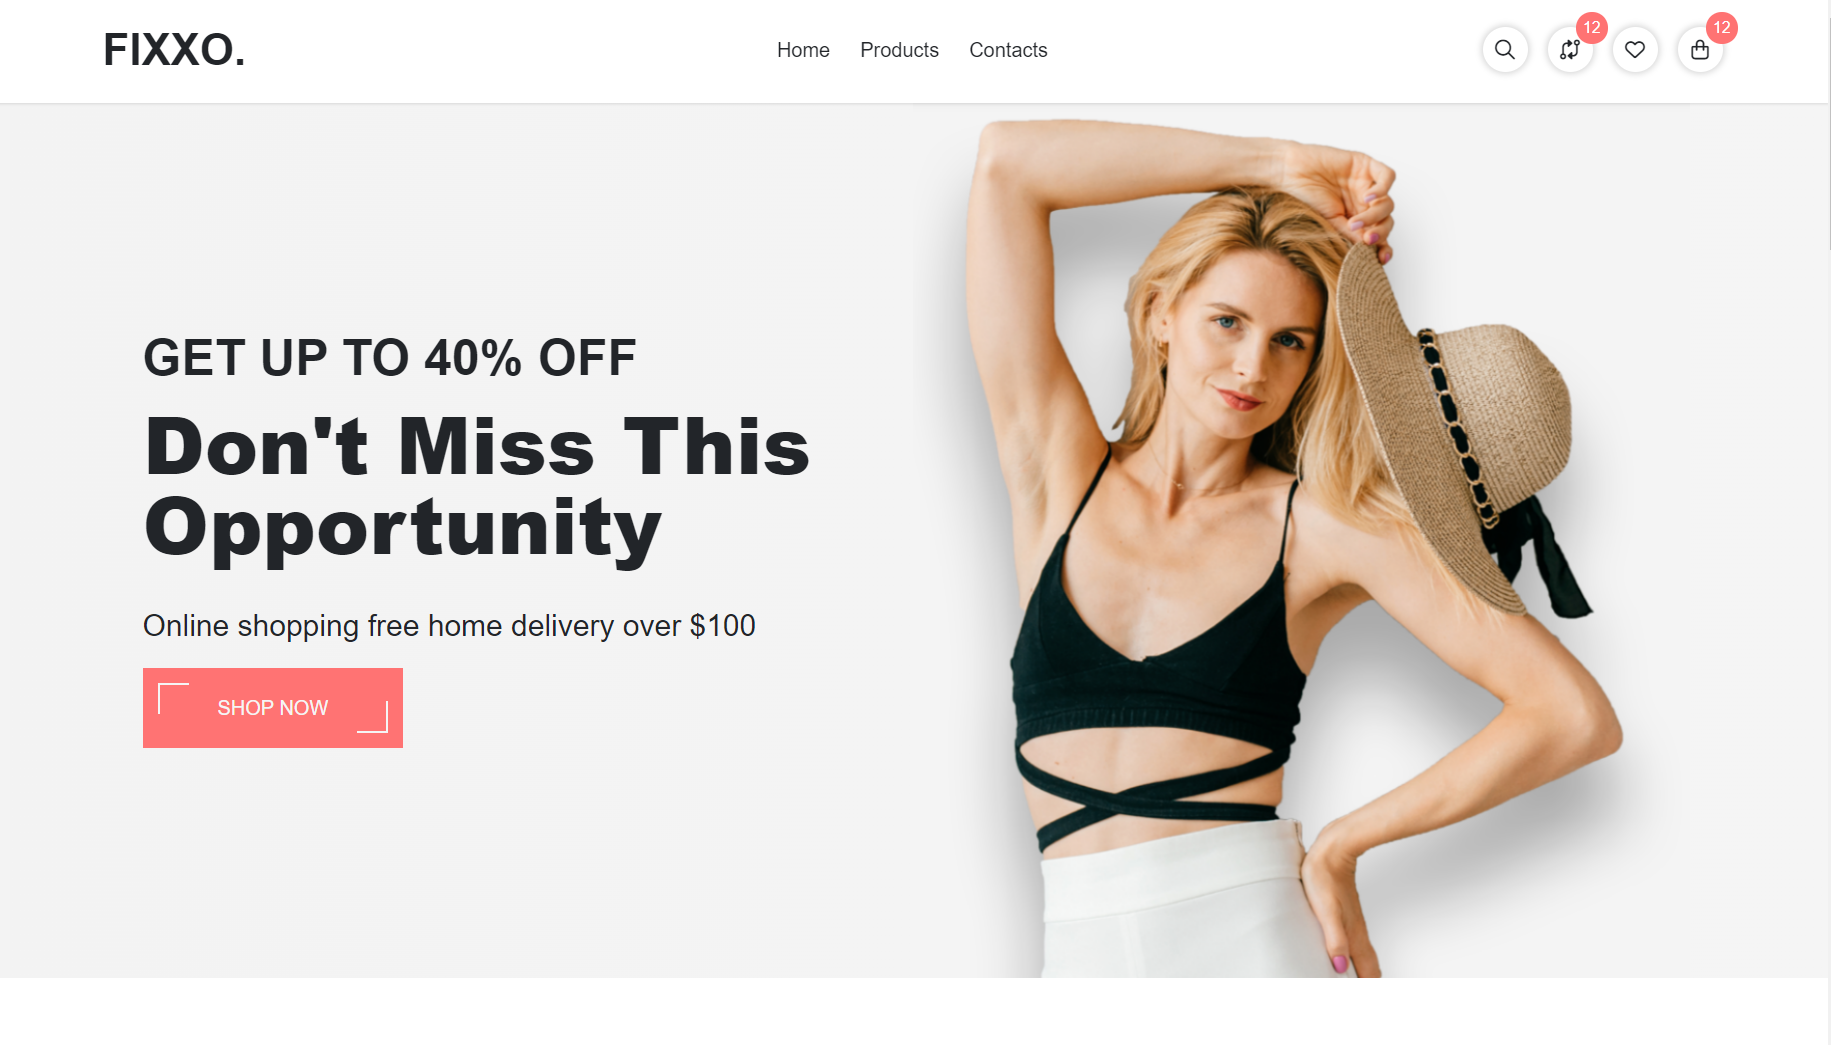 FIXXO.
Home Products Contacts
12
12
GET UP TO 40% OFF
Don't Miss This
Opportunity
Online shopping free home delivery over $100
SHOP NOW